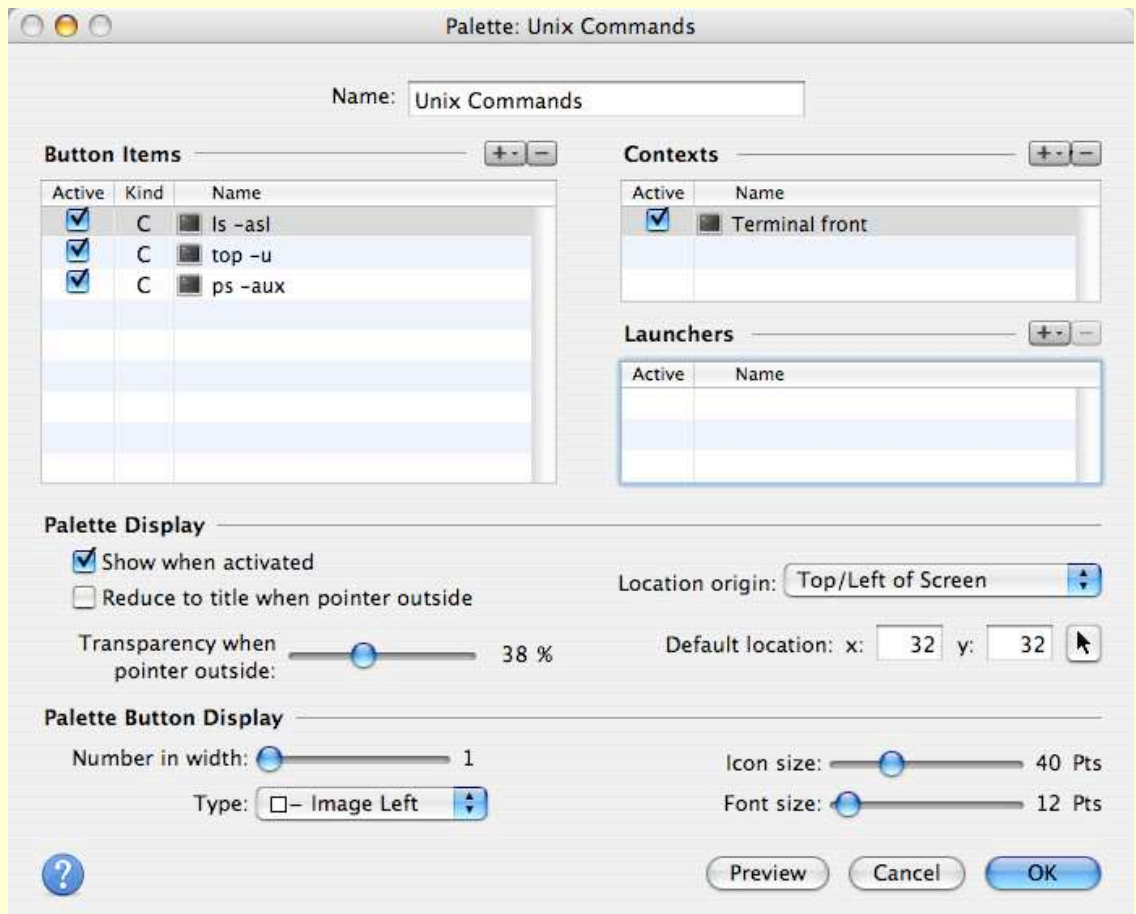 Palette: Unix Commands
Name: Unix Commands
Button Items
Active Kind Name
C ls -asl
C top -u
C ps -aux
Contexts
Active Name
Terminal front
Launchers
Active Name
Palette Display
Show when activated
Reduce to title when pointer outside
Transparency when
pointer outside: 38 %
Location origin: Top/Left of Screen
Default location: x: 32 y: 32
Palette Button Display
Number in width: 1
Type: Image Left
Icon size: 40 Pts
Font size: 12 Pts
? Preview Cancel OK